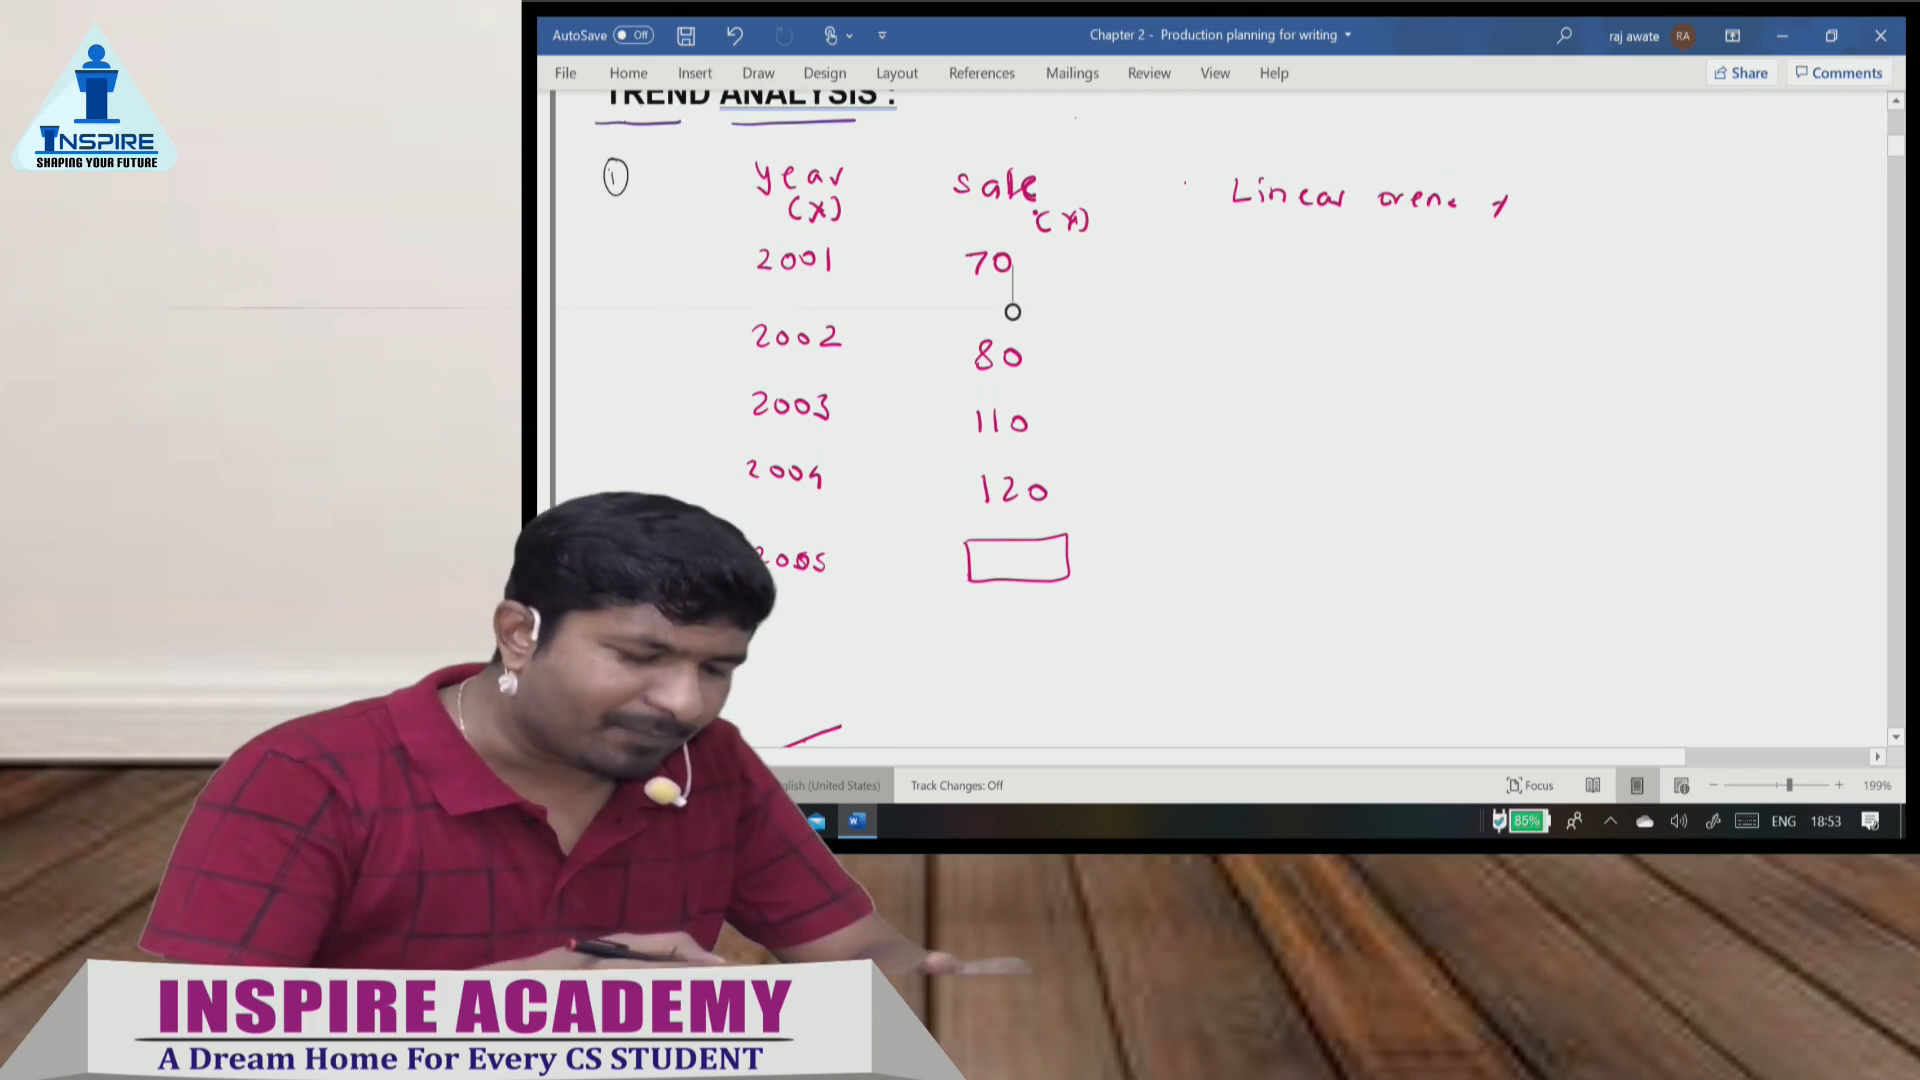 INSPIRE
SHAPING YOUR FUTURE
AutoSave Off
Chapter 2 - Production planning for writing
raj awate RA
File Home Insert Draw Design Layout References Mailings Review View Help
Share Comments
TREND ANALYSIS :
1 year sale Linear
(x) (Y)
2001 70
2002 80
2003 110
2004 120
2005
glish (United States) Track Changes: Off
Focus 199%
85% ENG 18:53
INSPIRE ACADEMY
A Dream Home For Every CS STUDENT